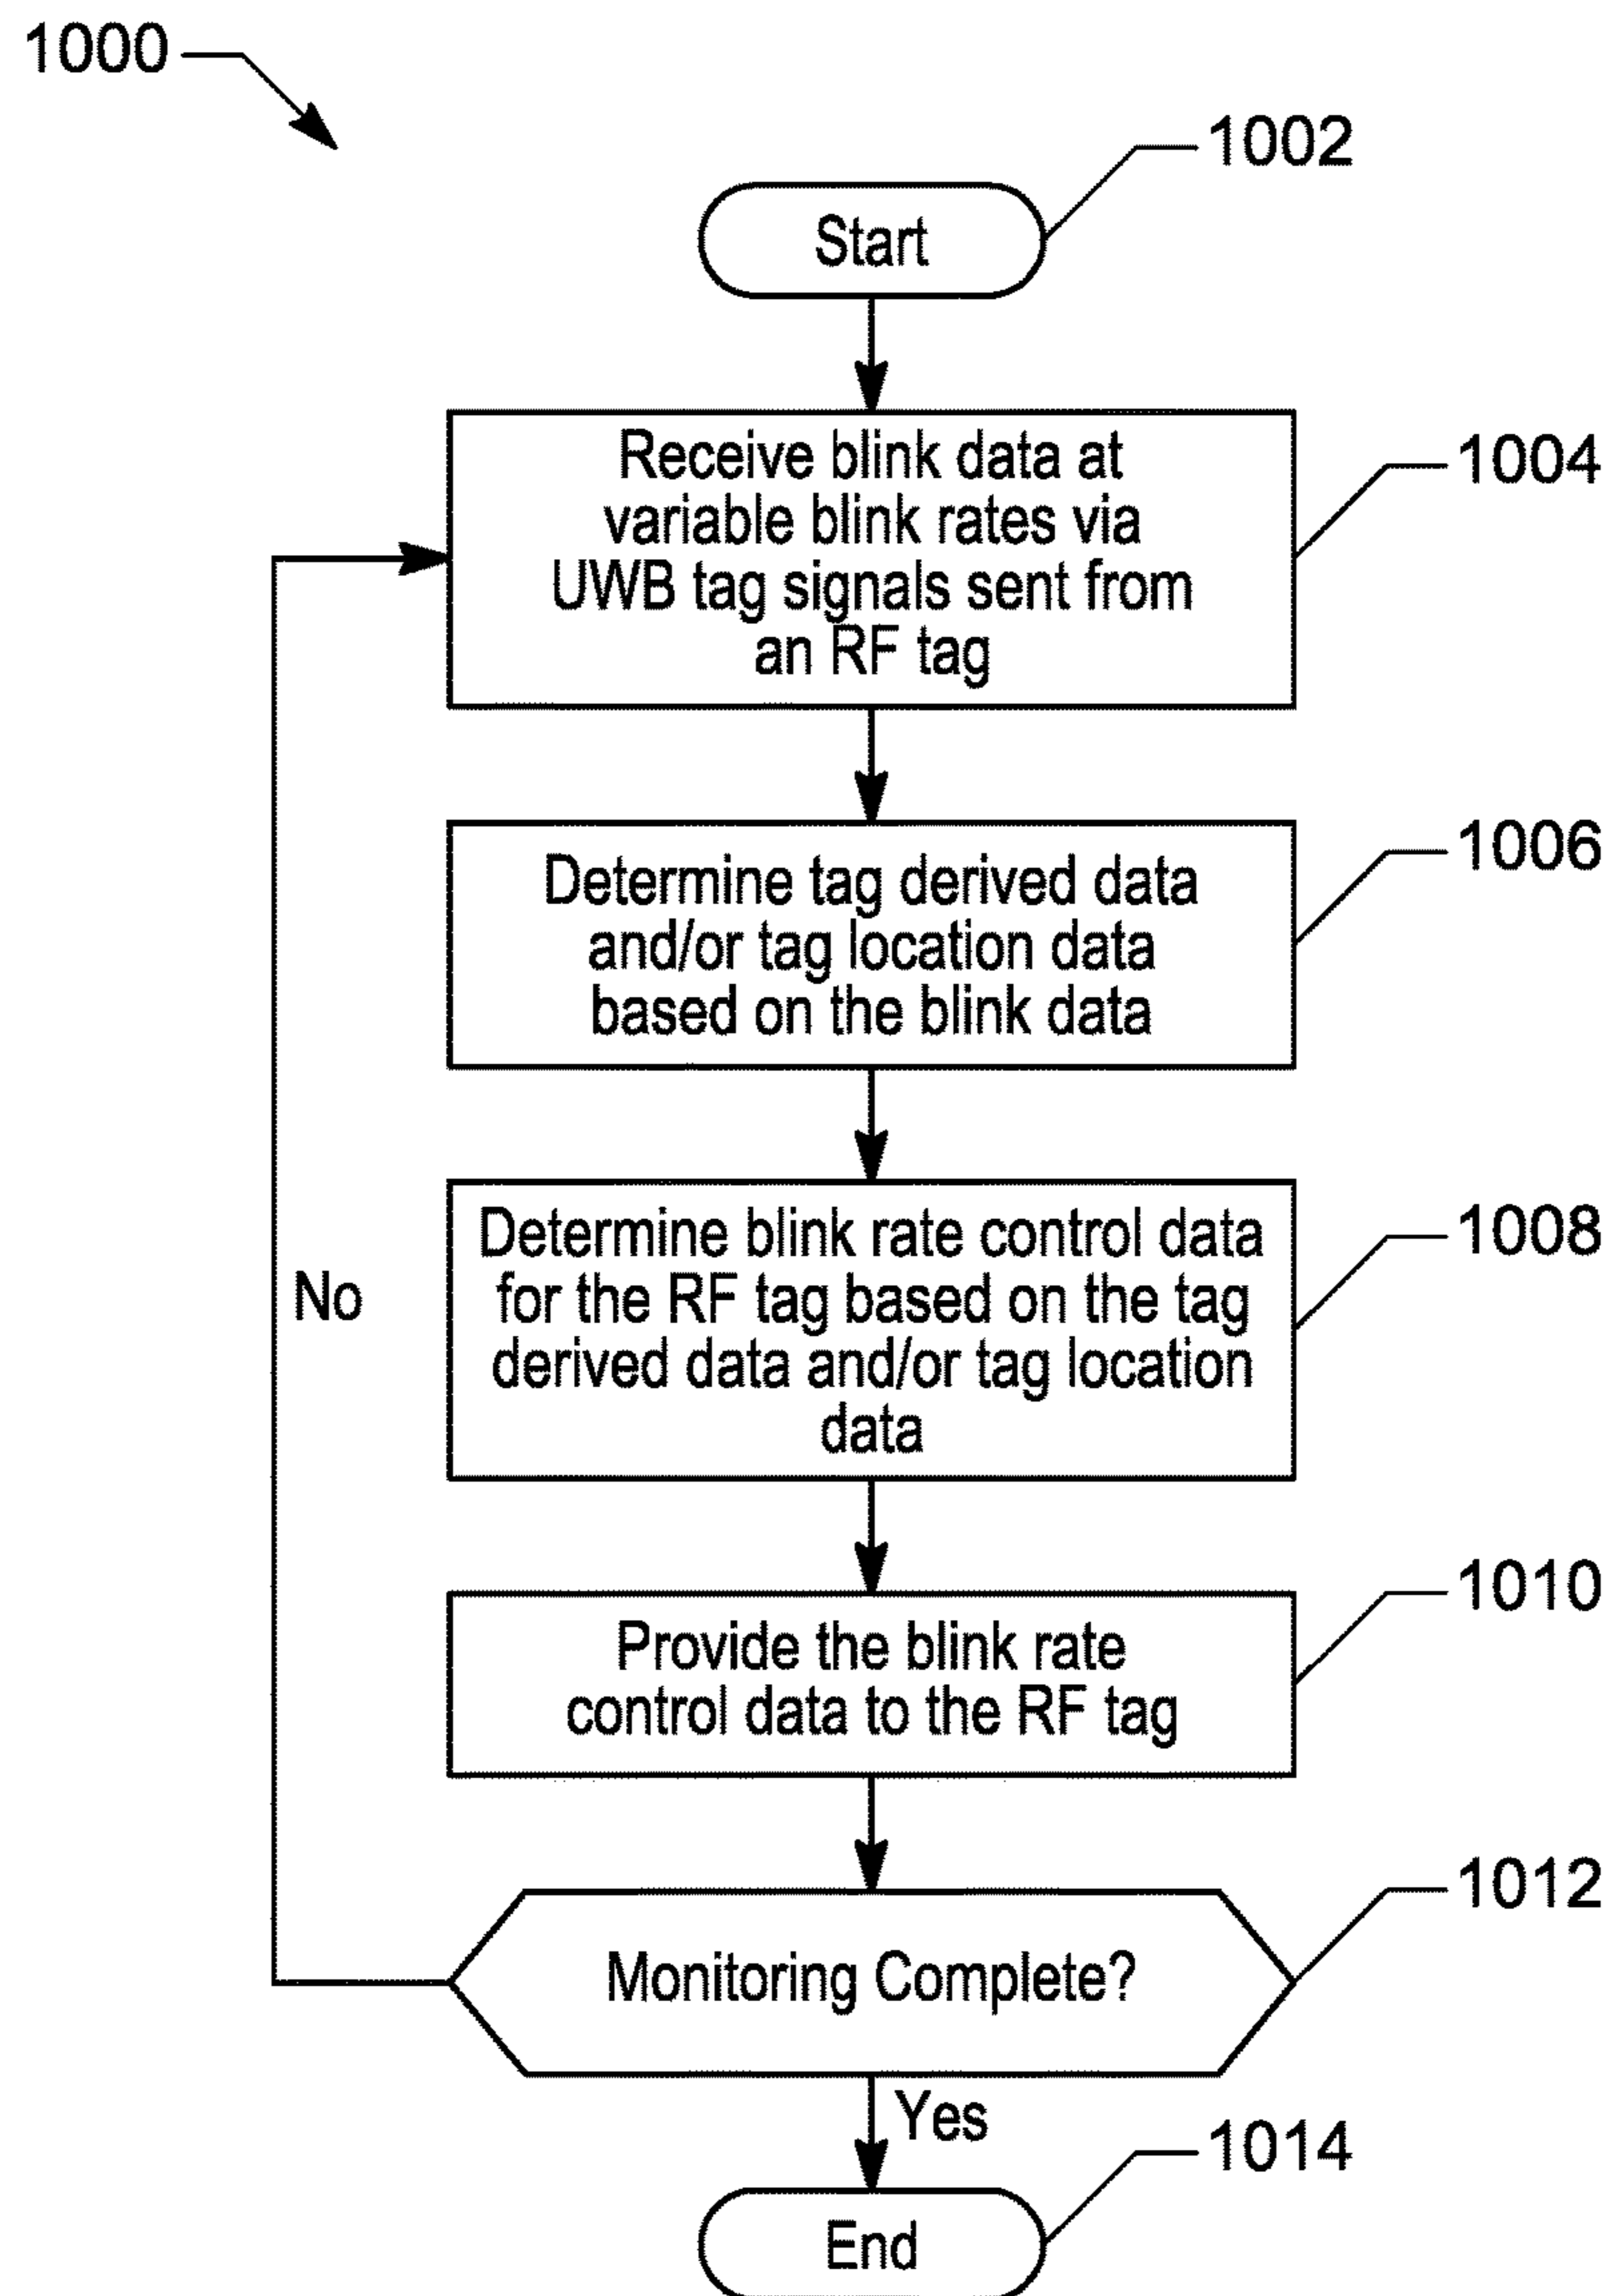 1000
1002
Start
Receive blink data at
variable blink rates via
UWB tag signals sent from
an RF tag
1004
Determine tag derived data
and/or tag location data
based on the blink data
1006
Determine blink rate control data
for the RF tag based on the tag
derived data and/or tag location
data
1008
No
Provide the blink rate
control data to the RF tag
1010
Monitoring Complete?
1012
Yes
1014
End